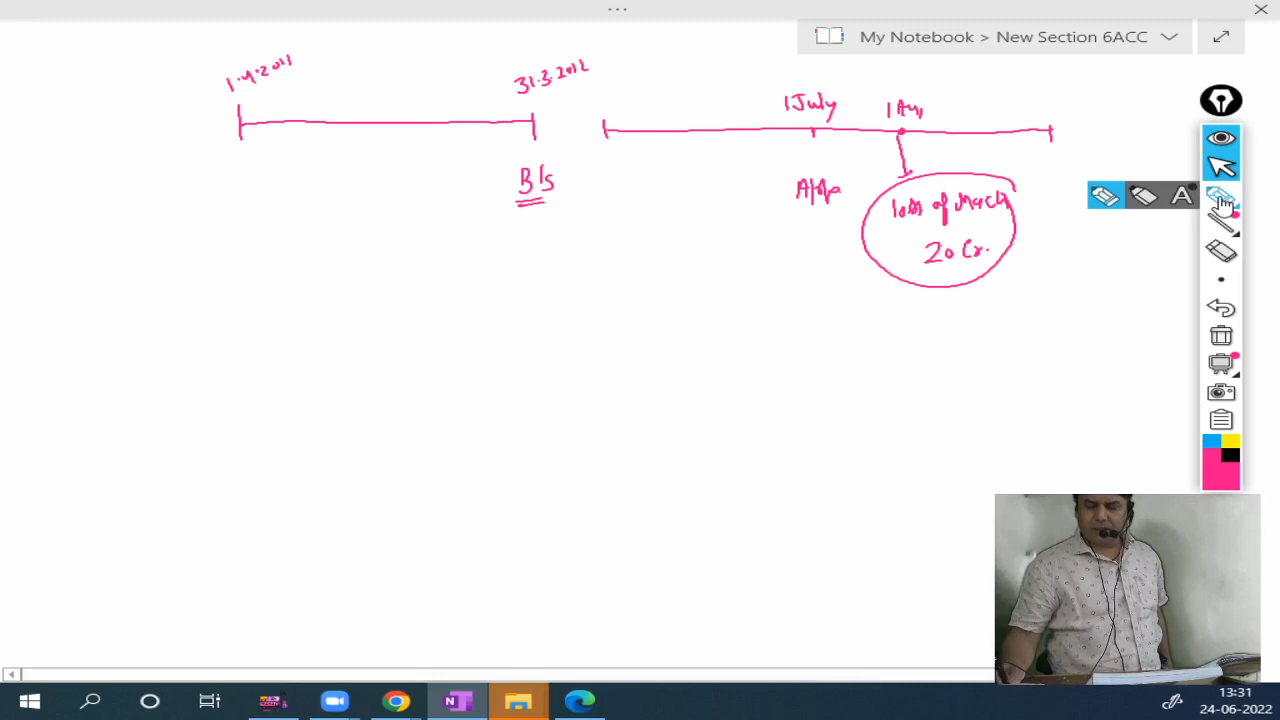 My Notebook > New Section 6ACC
1.4.2011
31.3.2012
B/s
1 July
1 Aug
loss of Mach
20 Cr.
A
N
13:31
24-06-2022